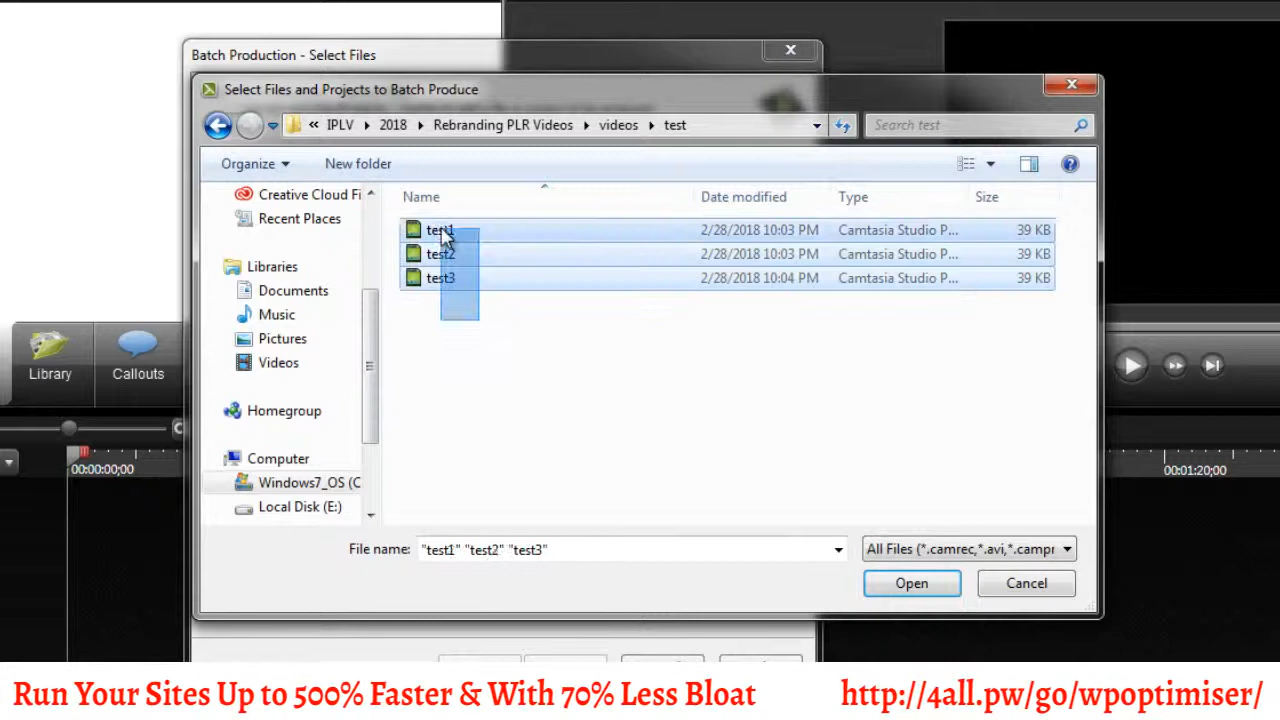 Batch Production - Select Files
Select Files and Projects to Batch Produce
« IPLV 2018 Rebranding PLR Videos videos test
Search test
Organize New folder
Name Date modified Type Size
Creative Cloud Fi
Recent Places
Libraries
Documents
Music
Pictures
Videos
Homegroup
Computer
Windows7_OS (C
Local Disk (E:)
test1 2/28/2018 10:03 PM Camtasia Studio P... 39 KB
test2 2/28/2018 10:03 PM Camtasia Studio P... 39 KB
test3 2/28/2018 10:04 PM Camtasia Studio P... 39 KB
File name: "test1" "test2" "test3"
All Files (*.camrec,*.avi,*.campr
Open Cancel
Library Callouts
00:00:00;00
00:01:20;00
Run Your Sites Up to 500% Faster & With 70% Less Bloat
http://4all.pw/go/wpoptimiser/